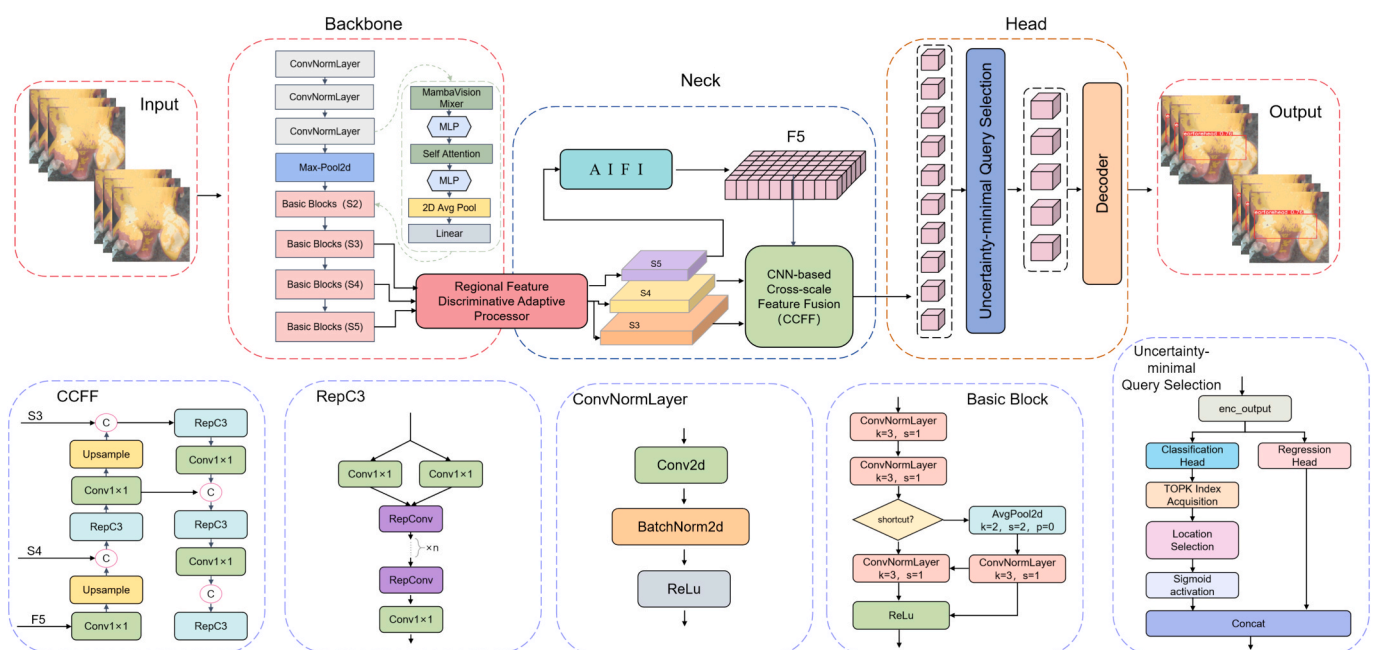 Backbone
Head
Neck
Input
Output
ConvNormLayer
ConvNormLayer
ConvNormLayer
Max-Pool2d
Basic Blocks (S2)
Basic Blocks (S3)
Basic Blocks (S4)
Basic Blocks (S5)
MambaVision
Mixer
MLP
Self Attention
MLP
2D Avg Pool
Linear
Regional Feature
Discriminative Adaptive
Processor
A I F I
F5
S5
S4
S3
CNN-based
Cross-scale
Feature Fusion
(CCFF)
Uncertainty-minimal Query Selection
Decoder
CCFF
S3
C
RepC3
Upsample
Conv1×1
Conv1×1
C
RepC3
RepC3
S4
C
Conv1×1
Upsample
C
F5
Conv1×1
RepC3
RepC3
Conv1×1
Conv1×1
RepConv
×n
RepConv
Conv1×1
ConvNormLayer
Conv2d
BatchNorm2d
ReLu
Basic Block
ConvNormLayer
k=3, s=1
ConvNormLayer
k=3, s=1
shortcut?
AvgPool2d
k=2, s=2, p=0
ConvNormLayer
k=3, s=1
ConvNormLayer
k=3, s=1
ReLu
Uncertainty-
minimal
Query Selection
enc_output
Classification
Head
Regression
Head
TOPK Index
Acquisition
Location
Selection
Sigmoid
activation
Concat